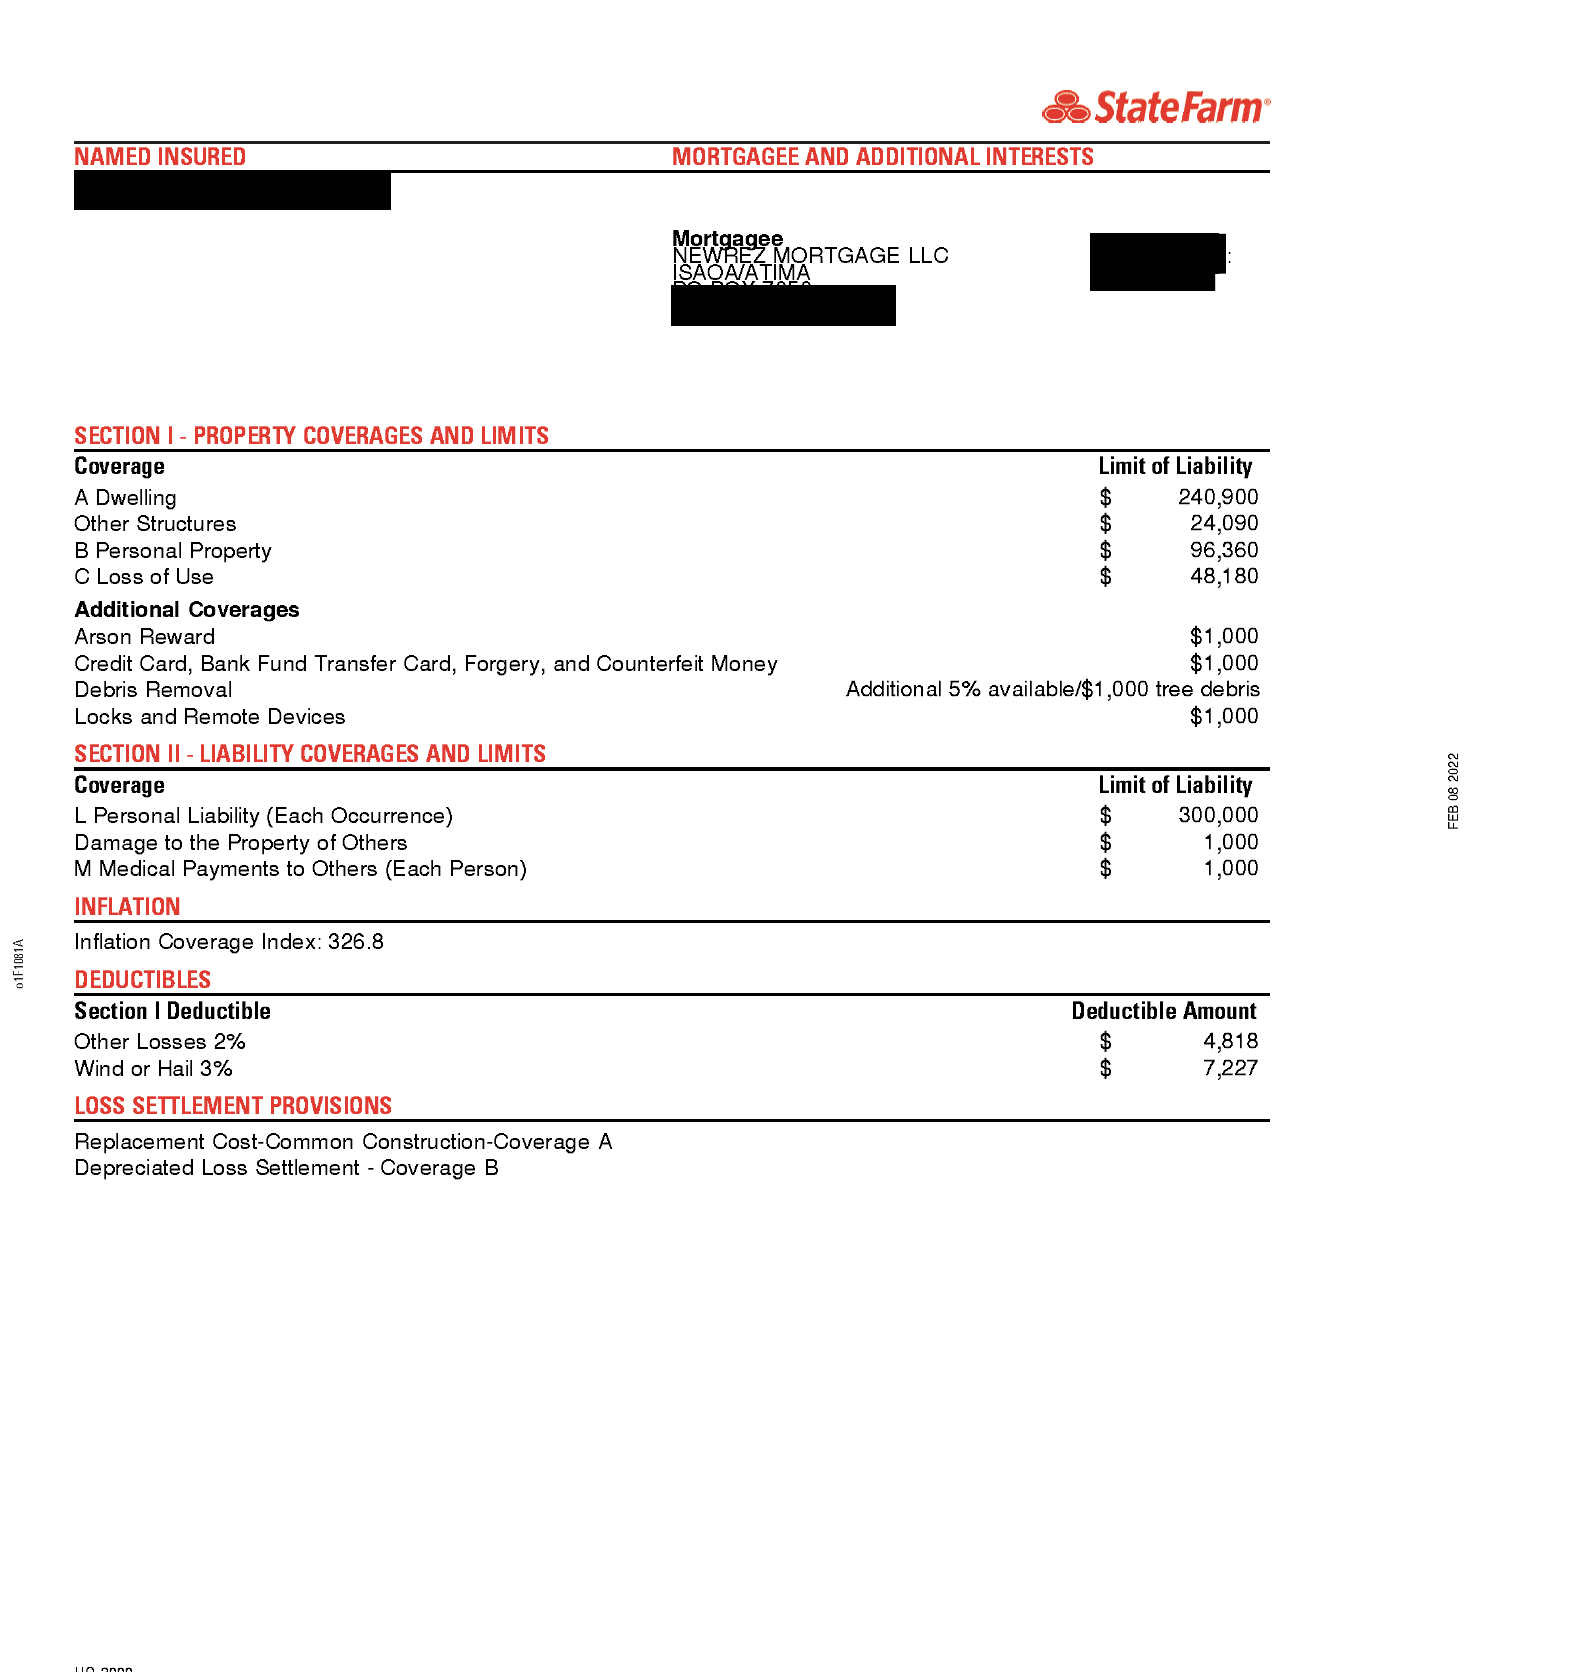 StateFarm®
NAMED INSURED MORTGAGEE AND ADDITIONAL INTERESTS
Mortgagee
NEWREZ MORTGAGE LLC
ISAOA/ATIMA
:
SECTION I - PROPERTY COVERAGES AND LIMITS
Coverage Limit of Liability
A Dwelling $ 240,900
Other Structures $ 24,090
B Personal Property $ 96,360
C Loss of Use $ 48,180
Additional Coverages
Arson Reward $1,000
Credit Card, Bank Fund Transfer Card, Forgery, and Counterfeit Money $1,000
Debris Removal Additional 5% available/$1,000 tree debris
Locks and Remote Devices $1,000
SECTION II - LIABILITY COVERAGES AND LIMITS
Coverage Limit of Liability
L Personal Liability (Each Occurrence) $ 300,000
Damage to the Property of Others $ 1,000
M Medical Payments to Others (Each Person) $ 1,000
FEB 08 2022
INFLATION
Inflation Coverage Index: 326.8
o1F1081A
DEDUCTIBLES
Section I Deductible Deductible Amount
Other Losses 2% $ 4,818
Wind or Hail 3% $ 7,227
LOSS SETTLEMENT PROVISIONS
Replacement Cost-Common Construction-Coverage A
Depreciated Loss Settlement - Coverage B